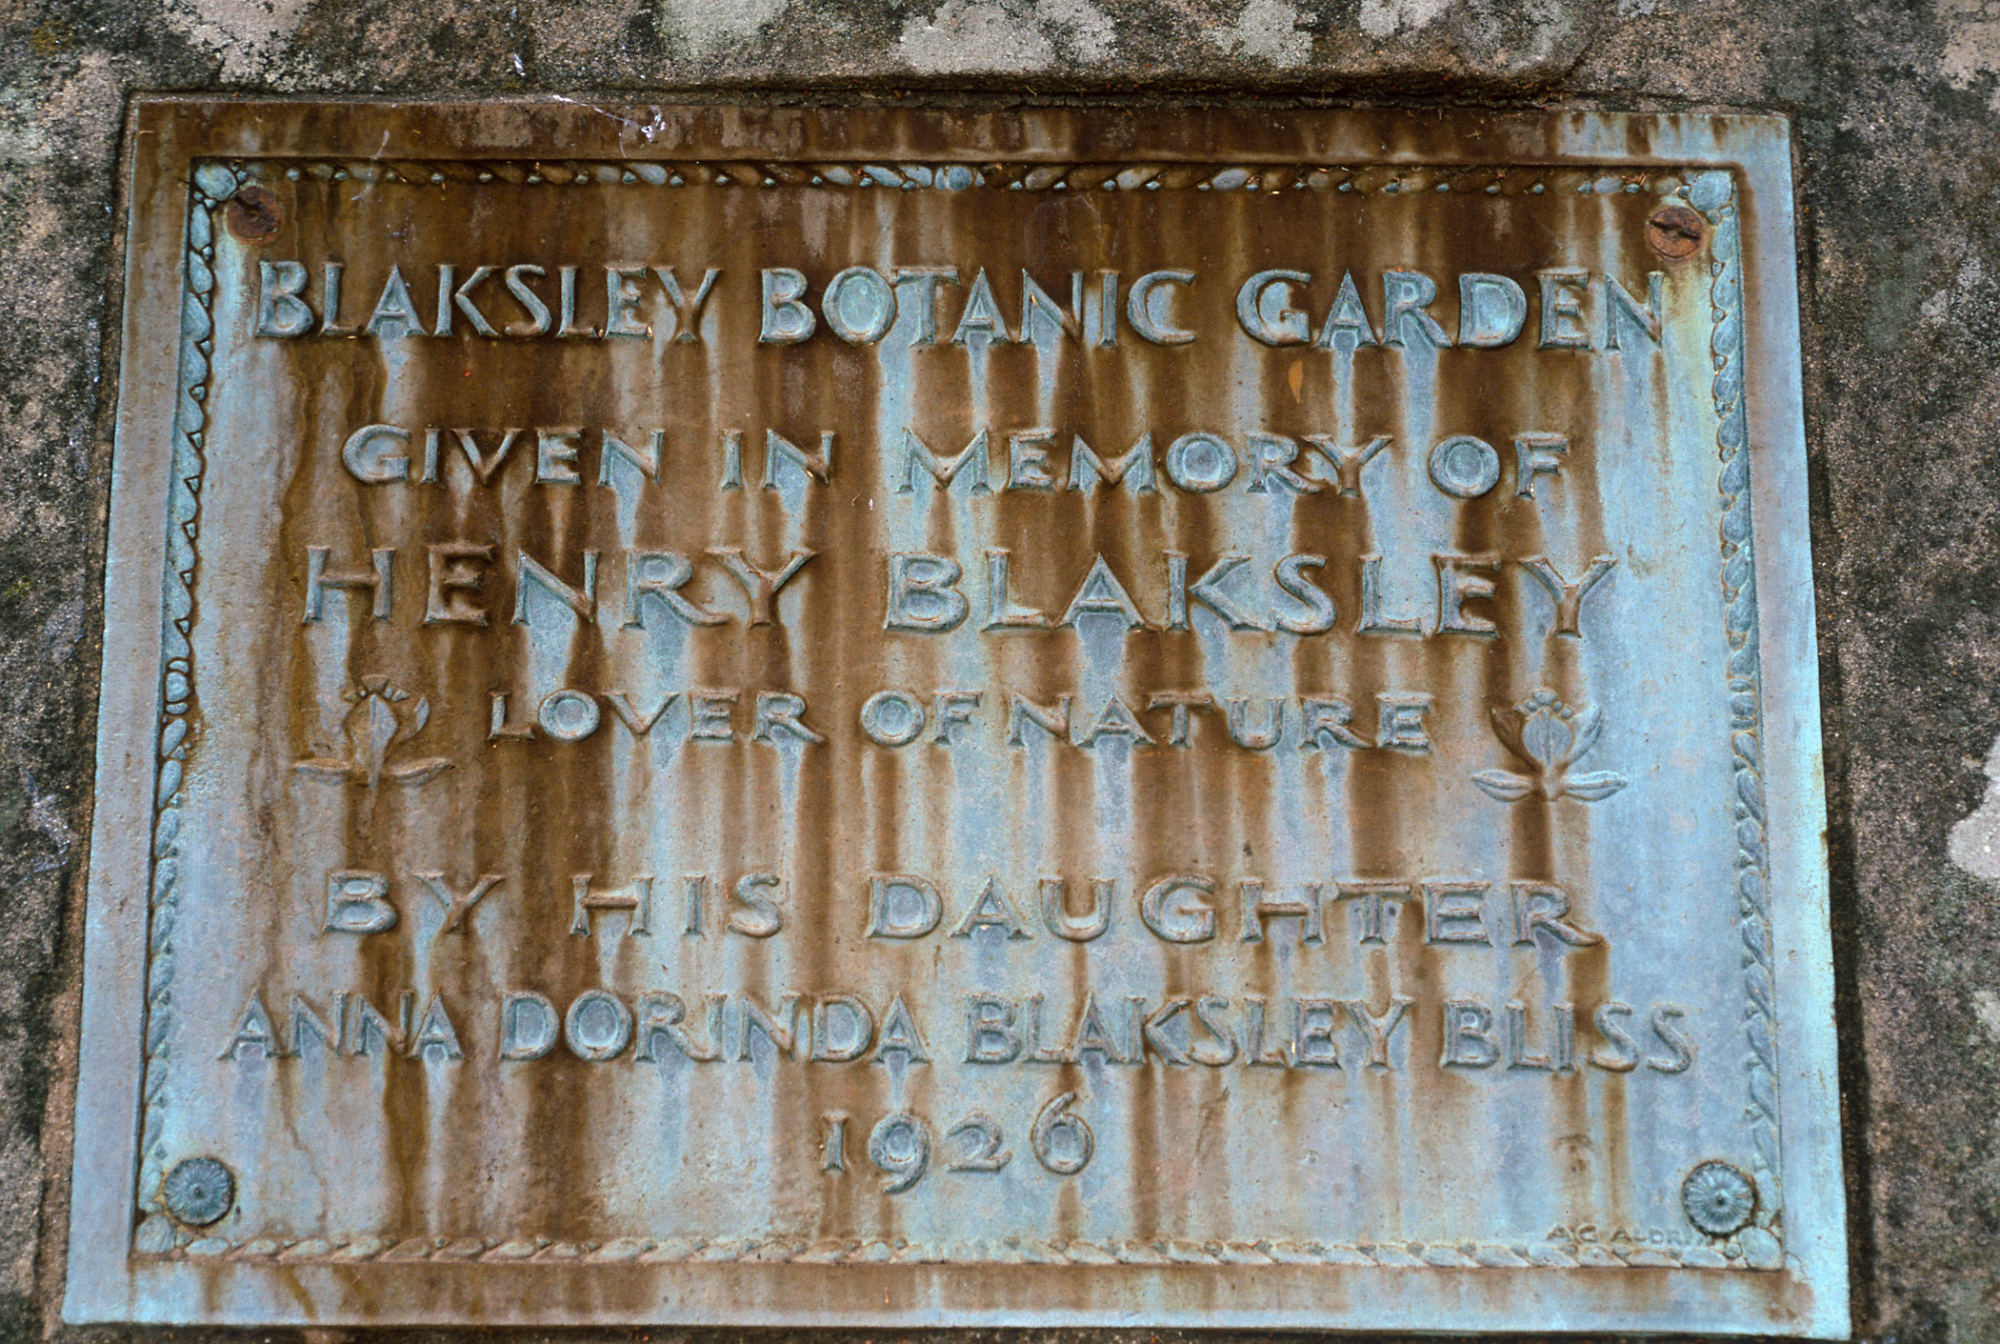 BLAKSLEY BOTANIC GARDEN
GIVEN IN MEMORY OF
HENRY BLAKSLEY
LOVER OF NATURE
BY HIS DAUGHTER
ANNA DORINDA BLAKSLEY BLISS
1926
AG